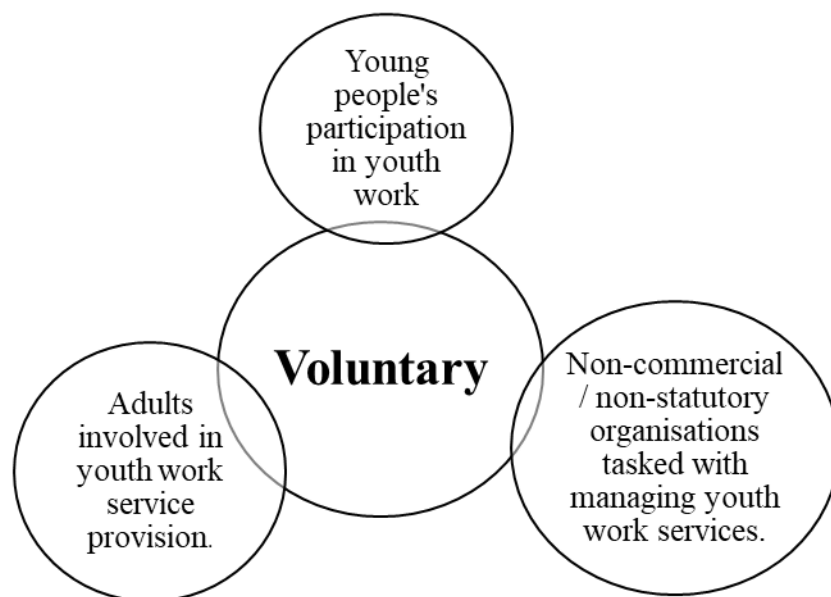 Young
people's
participation
in youth
work
Voluntary
Adults
involved in
youth work
service
provision.
Non-commercial
/ non-statutory
organisations
tasked with
managing youth
work services.